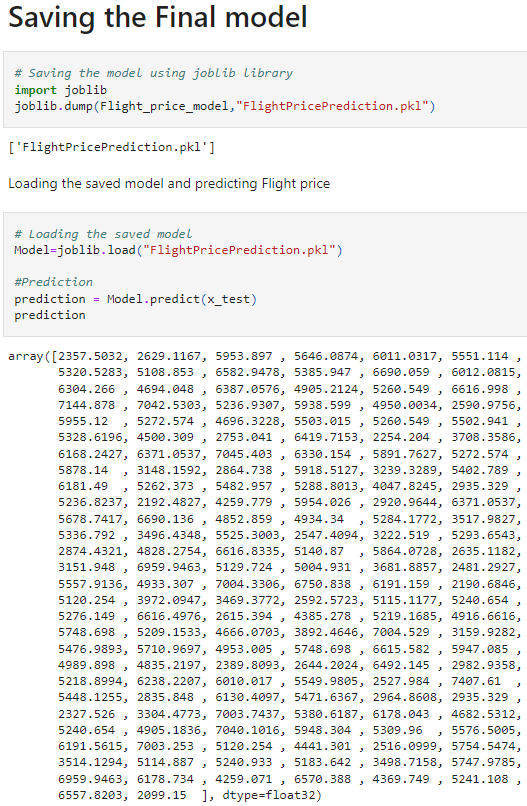 Saving the Final model
# Saving the model using joblib library
import joblib
joblib.dump(Flight_price_model,"FlightPricePrediction.pkl")
['FlightPricePrediction.pkl']
Loading the saved model and predicting Flight price
# Loading the saved model
Model=joblib.load("FlightPricePrediction.pkl")
#Prediction
prediction = Model.predict(x_test)
prediction
array([2357.5032, 2629.1167, 5953.897 , 5646.0874, 6011.0317, 5551.114 ,
5320.5283, 5108.853 , 6582.9478, 5385.947 , 6690.059 , 6012.0815,
6304.266 , 4694.048 , 6387.0576, 4905.2124, 5260.549 , 6616.998 ,
7144.878 , 7042.5303, 5236.9307, 5938.599 , 4950.0034, 2590.9756,
5955.12 , 5272.574 , 4696.3228, 5503.015 , 5260.549 , 5502.941 ,
5328.6196, 4500.309 , 2753.041 , 6419.7153, 2254.204 , 3708.3586,
6168.2427, 6371.0537, 7045.403 , 6330.154 , 5891.7627, 5272.574 ,
5878.14 , 3148.1592, 2864.738 , 5918.5127, 3239.3289, 5402.789 ,
6181.49 , 5262.373 , 5482.957 , 5288.8013, 4047.8245, 2935.329 ,
5236.8237, 2192.4827, 4259.779 , 5954.026 , 2920.9644, 6371.0537,
5678.7417, 6690.136 , 4852.859 , 4934.34 , 5284.1772, 3517.9827,
5336.792 , 3496.4348, 5525.3003, 2547.4094, 3222.519 , 5293.6543,
2874.4321, 4828.2754, 6616.8335, 5140.87 , 5864.0728, 2635.1182,
3151.948 , 6959.9463, 5129.724 , 5004.931 , 3681.8857, 2481.2927,
5557.9136, 4933.307 , 7004.3306, 6750.838 , 6191.159 , 2190.6846,
5120.254 , 3972.0947, 3469.3772, 2592.5723, 5115.1177, 5240.654 ,
5276.149 , 6616.4976, 2615.394 , 4385.278 , 5219.1685, 4916.6616,
5748.698 , 5209.1533, 4666.0703, 3892.4646, 7004.529 , 3159.9282,
5476.9893, 5710.9697, 4953.005 , 5748.698 , 6615.582 , 5947.085 ,
4989.898 , 4835.2197, 2389.8093, 2644.2024, 6492.145 , 2982.9358,
5218.8994, 6238.2207, 6010.017 , 5549.9805, 2527.984 , 7407.61 ,
5448.1255, 2835.848 , 6130.4097, 5471.6367, 2964.8608, 2935.329 ,
2327.526 , 3304.4773, 7003.7437, 5380.6187, 6178.043 , 4682.5312,
5240.654 , 4905.1836, 7040.1016, 5948.304 , 5309.96 , 5576.5005,
6191.5615, 7003.253 , 5120.254 , 4441.301 , 2516.0999, 5754.5474,
3514.1294, 5114.887 , 5240.933 , 5183.642 , 3498.7158, 5747.9785,
6959.9463, 6178.734 , 4259.071 , 6570.388 , 4369.749 , 5241.108 ,
6557.8203, 2099.15 ], dtype=float32)